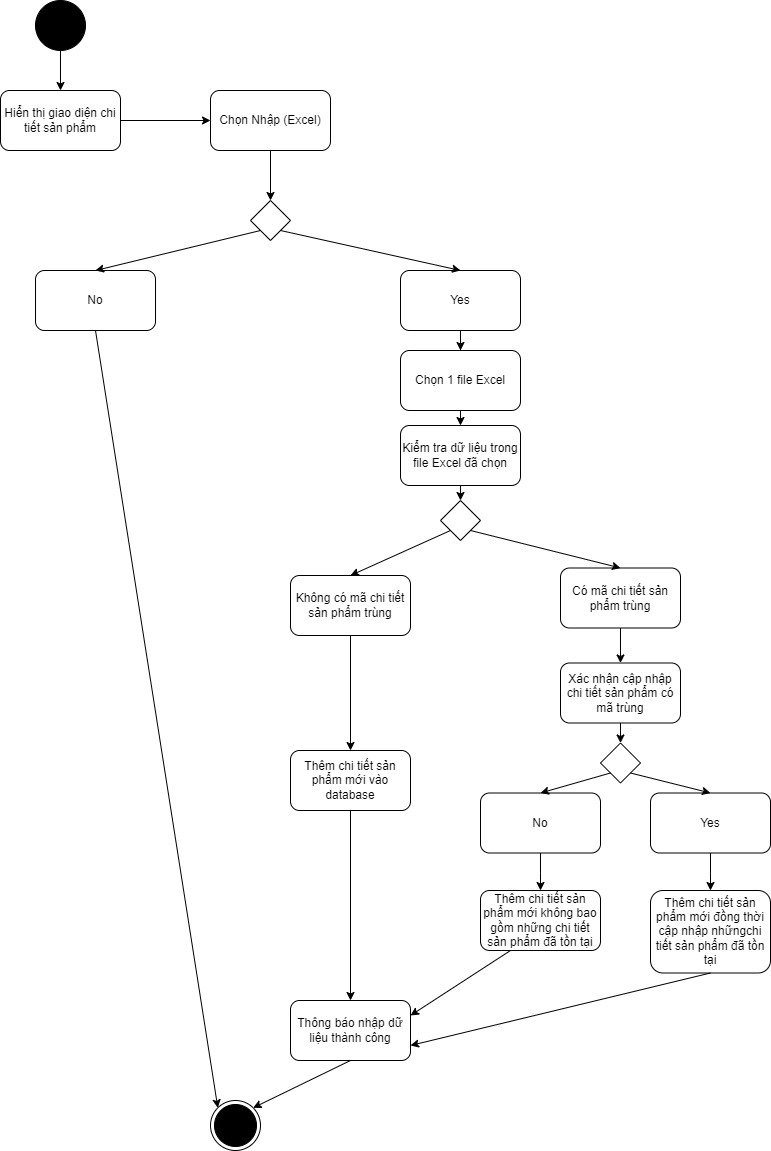 Hiển thị giao diện chi
tiết sản phẩm
Chọn Nhập (Excel)
No
Yes
Chọn 1 file Excel
Kiểm tra dữ liệu trong
file Excel đã chọn
Không có mã chi tiết
sản phẩm trùng
Có mã chi tiết sản
phẩm trùng
Xác nhận cập nhập
chi tiết sản phẩm có
mã trùng
Thêm chi tiết sản
phẩm mới vào
database
No
Yes
Thêm chi tiết sản
phẩm mới không bao
gồm những chi tiết
sản phẩm đã tồn tại
Thêm chi tiết sản
phẩm mới đồng thời
cập nhập nhữngchi
tiết sản phẩm đã tồn
tại
Thông báo nhập dữ
liệu thành công